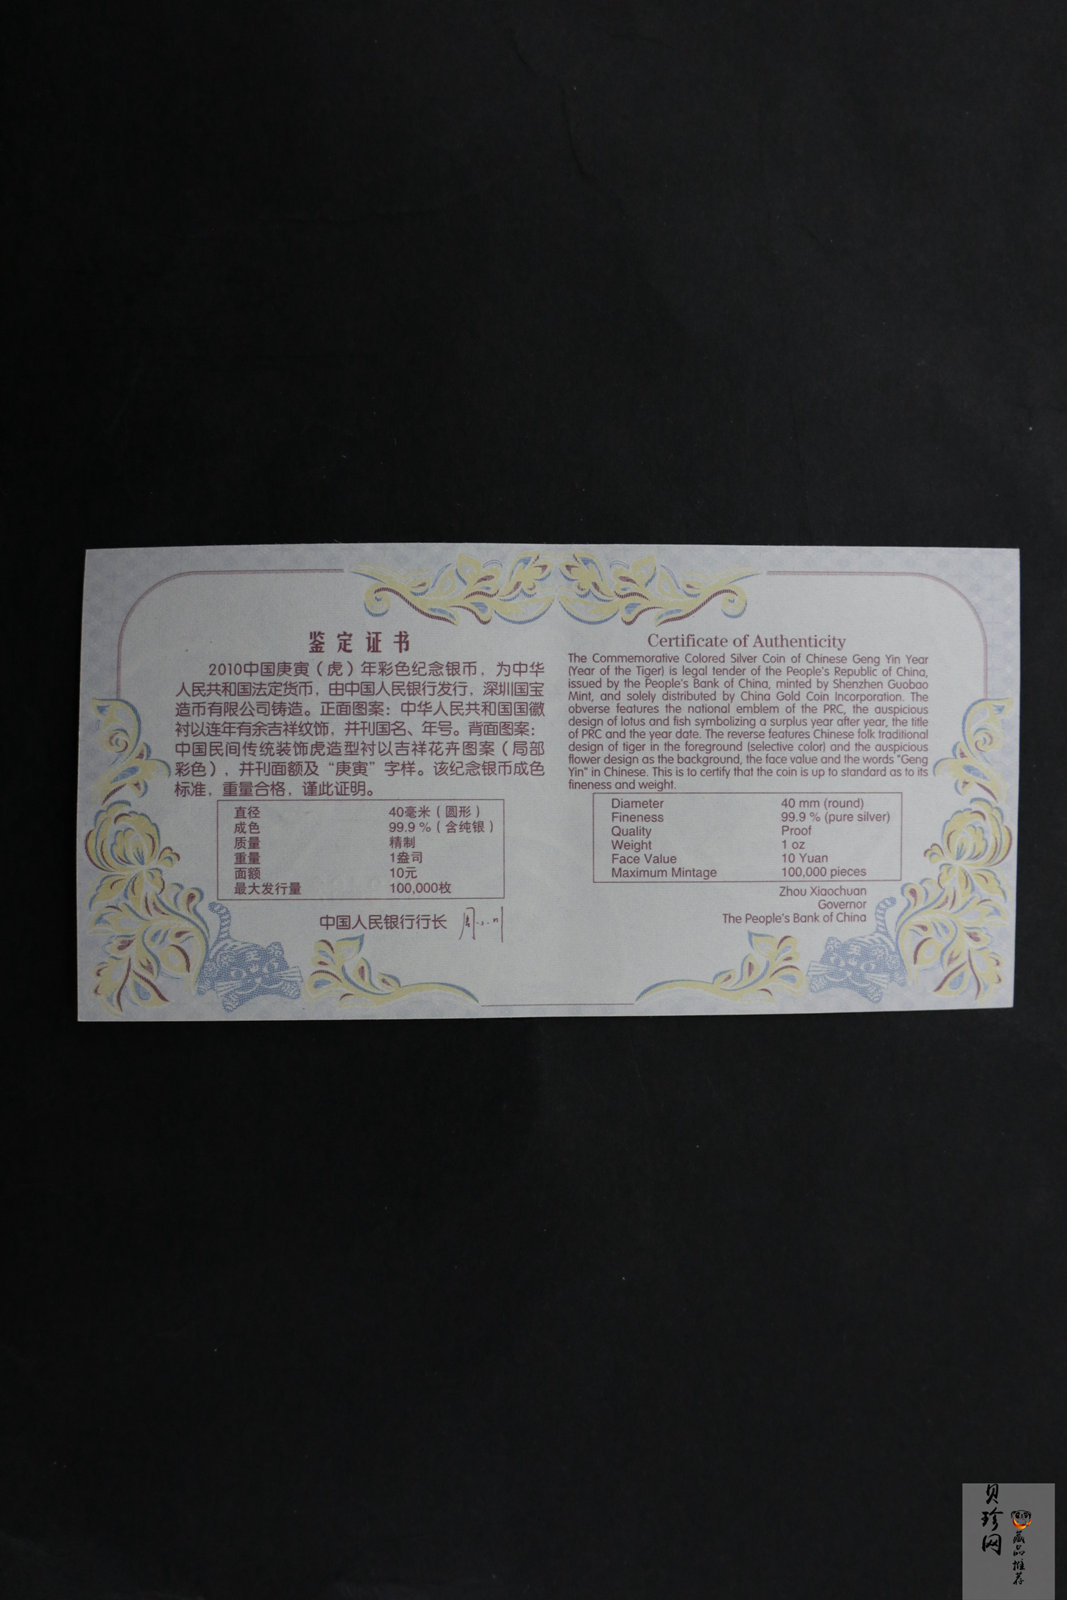 鉴定证书
2010中国庚寅（虎）年彩色纪念银币，为中华
人民共和国法定货币，由中国人民银行发行，深圳国宝
造币有限公司铸造。正面图案：中华人民共和国国徽
衬以连年有余吉祥纹饰，并刊国名、年号。背面图案：
中国民间传统装饰虎造型衬以吉祥花卉图案（局部
彩色），并刊面额及“庚寅”字样。该纪念银币成色
标准，重量合格，谨此证明。
直径 40毫米（圆形）
成色 99.9％（含纯银）
质量 精制
重量 1盎司
面额 10元
最大发行量 100,000枚
中国人民银行行长
Certificate of Authenticity
The Commemorative Colored Silver Coin of Chinese Geng Yin Year
(Year of the Tiger) is legal tender of the People's Republic of China,
issued by the People's Bank of China, minted by Shenzhen Guobao
Mint, and solely distributed by China Gold Coin Incorporation. The
obverse features the national emblem of the PRC, the auspicious
design of lotus and fish symbolizing a surplus year after year, the title
of PRC and the year date. The reverse features Chinese folk traditional
design of tiger in the foreground (selective color) and the auspicious
flower design as the background, the face value and the words "Geng
Yin" in Chinese. This is to certify that the coin is up to standard as to its
fineness and weight.
Diameter 40 mm (round)
Fineness 99.9 % (pure silver)
Quality Proof
Weight 1 oz
Face Value 10 Yuan
Maximum Mintage 100,000 pieces
Zhou Xiaochuan
Governor
The People's Bank of China
贝珍网
藏品推荐